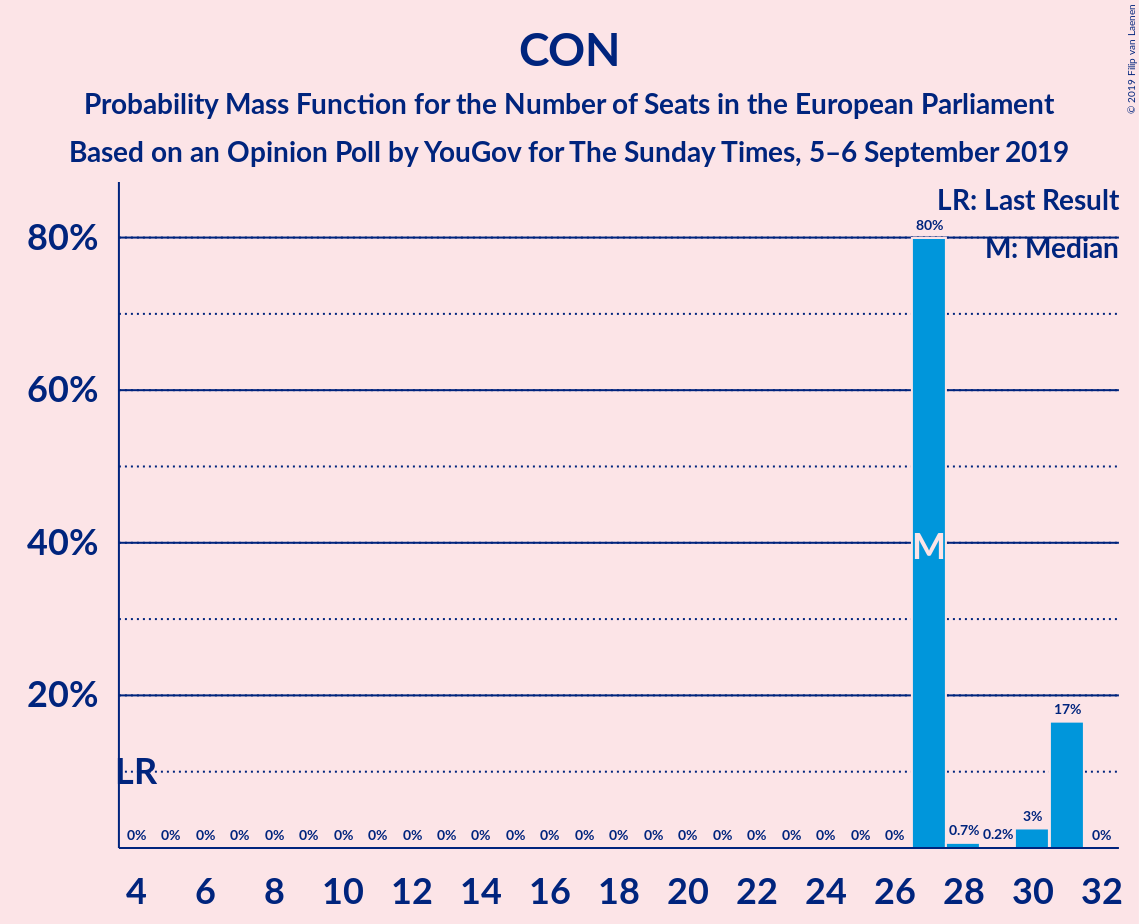 CON
Probability Mass Function for the Number of Seats in the European Parliament
Based on an Opinion Poll by YouGov for The Sunday Times, 5–6 September 2019
© 2019 Filip van Laenen
LR: Last Result
M: Median
80%
60%
40%
20%
80%
M
17%
LR
0% 0% 0% 0% 0% 0% 0% 0% 0% 0% 0% 0% 0% 0% 0% 0% 0% 0% 0% 0% 0% 0% 0% 0.7% 0.2% 3% 0%
4 6 8 10 12 14 16 18 20 22 24 26 28 30 32